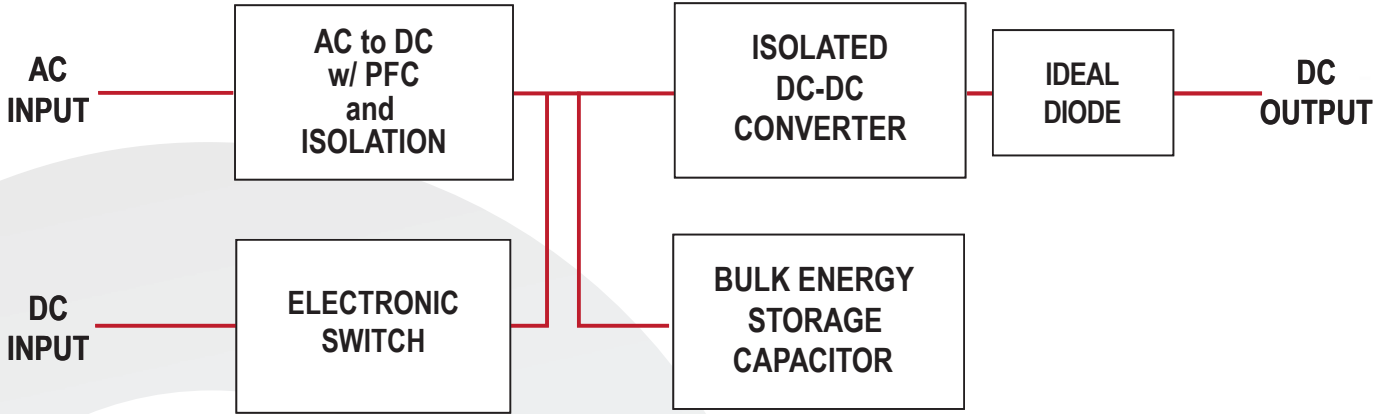 AC
INPUT
AC to DC
w/ PFC
and
ISOLATION
ISOLATED
DC-DC
CONVERTER
IDEAL
DIODE
DC
OUTPUT
DC
INPUT
ELECTRONIC
SWITCH
BULK ENERGY
STORAGE
CAPACITOR